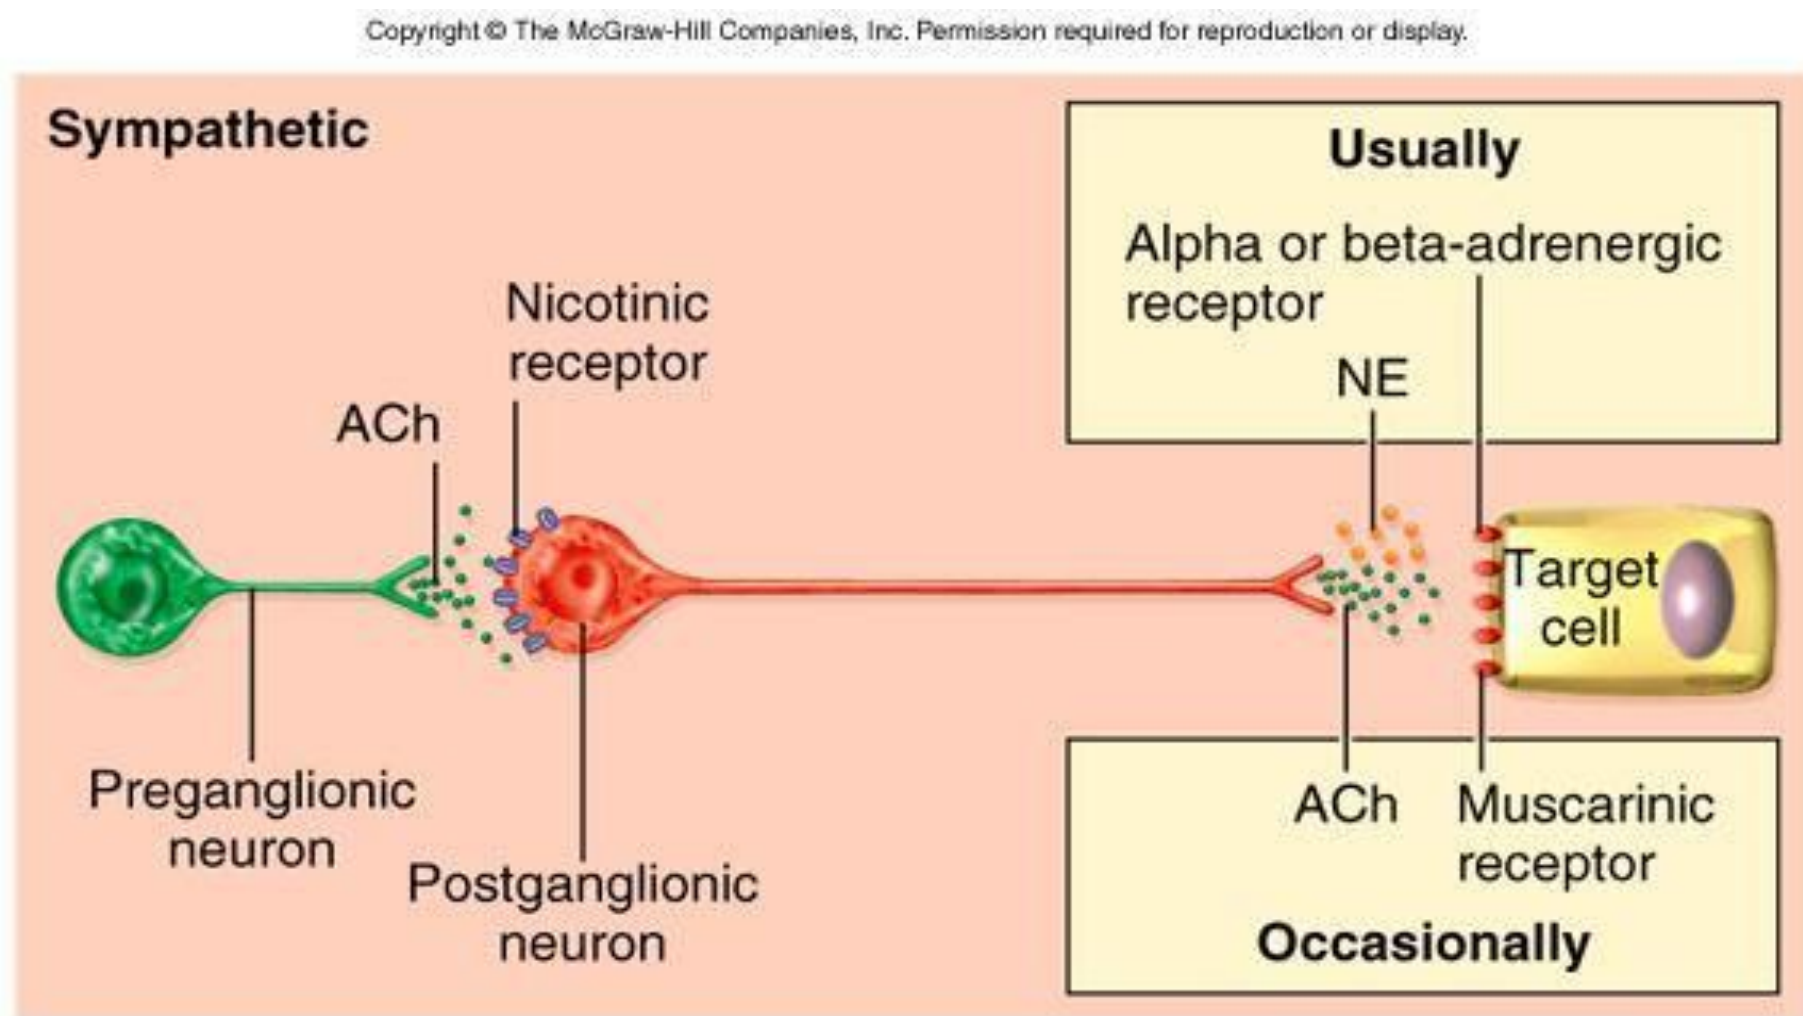 Copyright © The McGraw-Hill Companies, Inc. Permission required for reproduction or display.
Sympathetic
Usually
Alpha or beta-adrenergic
receptor
NE
Nicotinic
receptor
ACh
Target
cell
Preganglionic
neuron
Postganglionic
neuron
ACh
Muscarinic
receptor
Occasionally